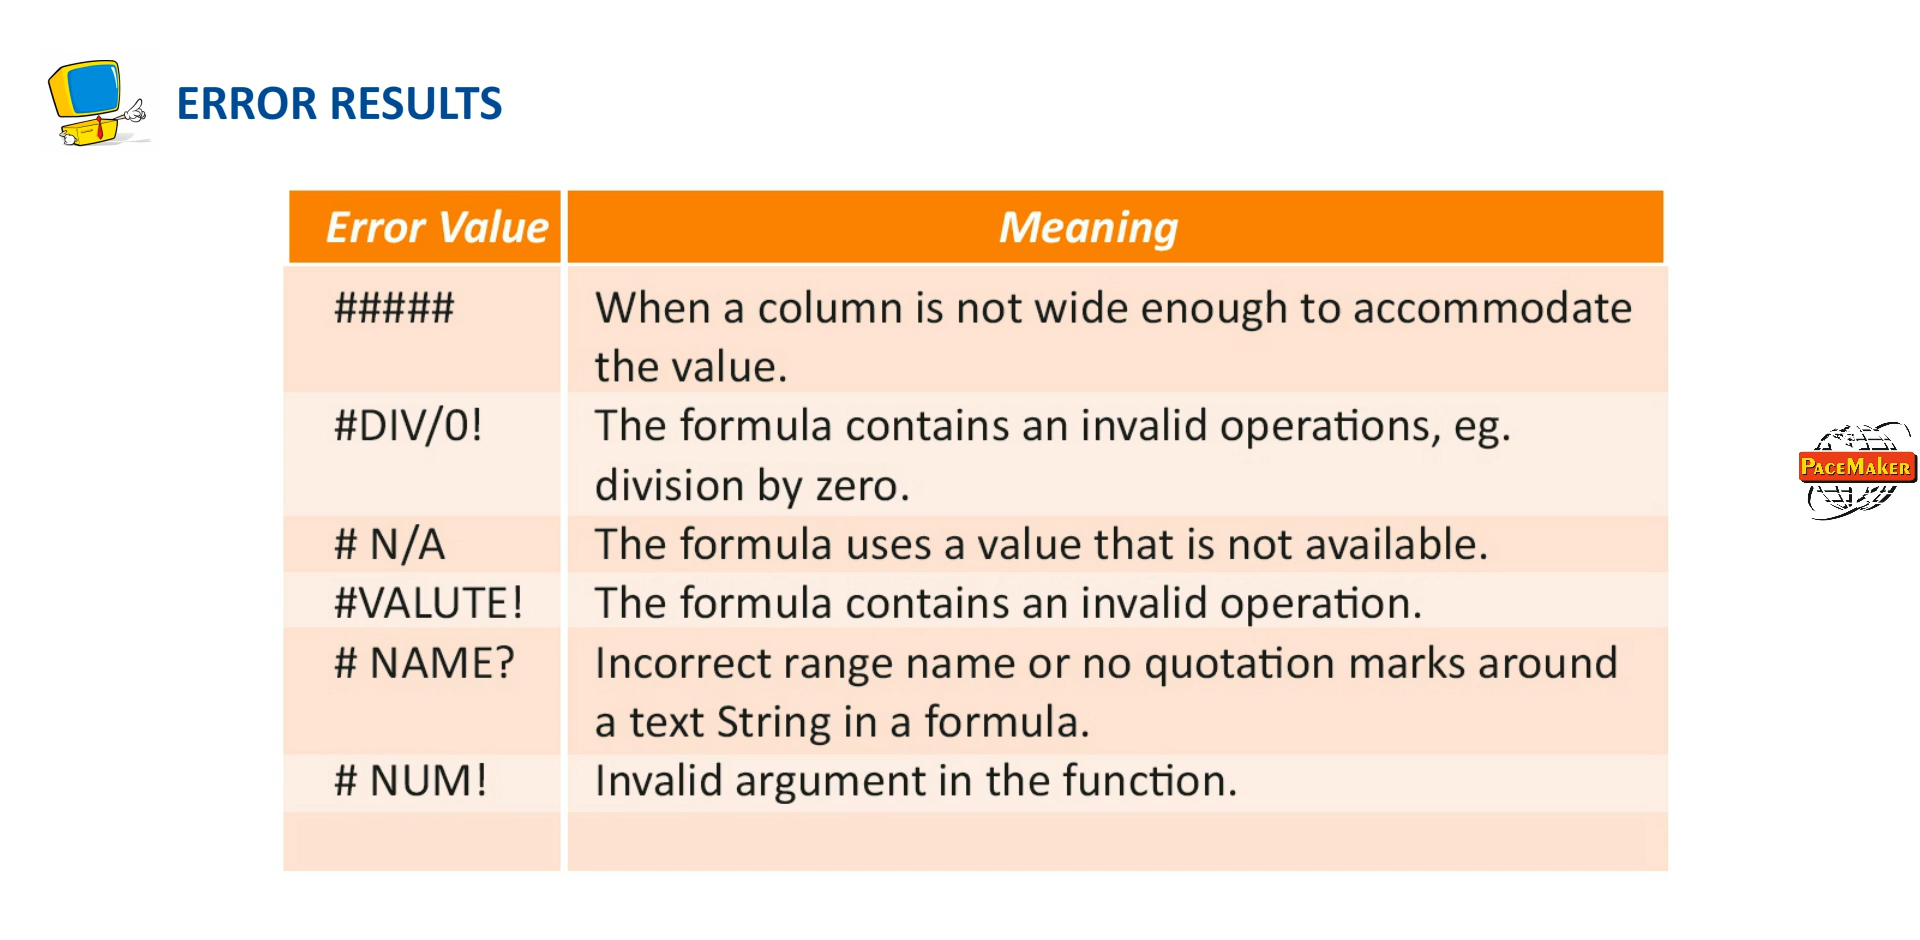 ERROR RESULTS
Error Value Meaning
##### When a column is not wide enough to accommodate
the value.
#DIV/0! The formula contains an invalid operations, eg.
division by zero.
# N/A The formula uses a value that is not available.
#VALUTE! The formula contains an invalid operation.
# NAME? Incorrect range name or no quotation marks around
a text String in a formula.
# NUM! Invalid argument in the function.
PACEMAKER